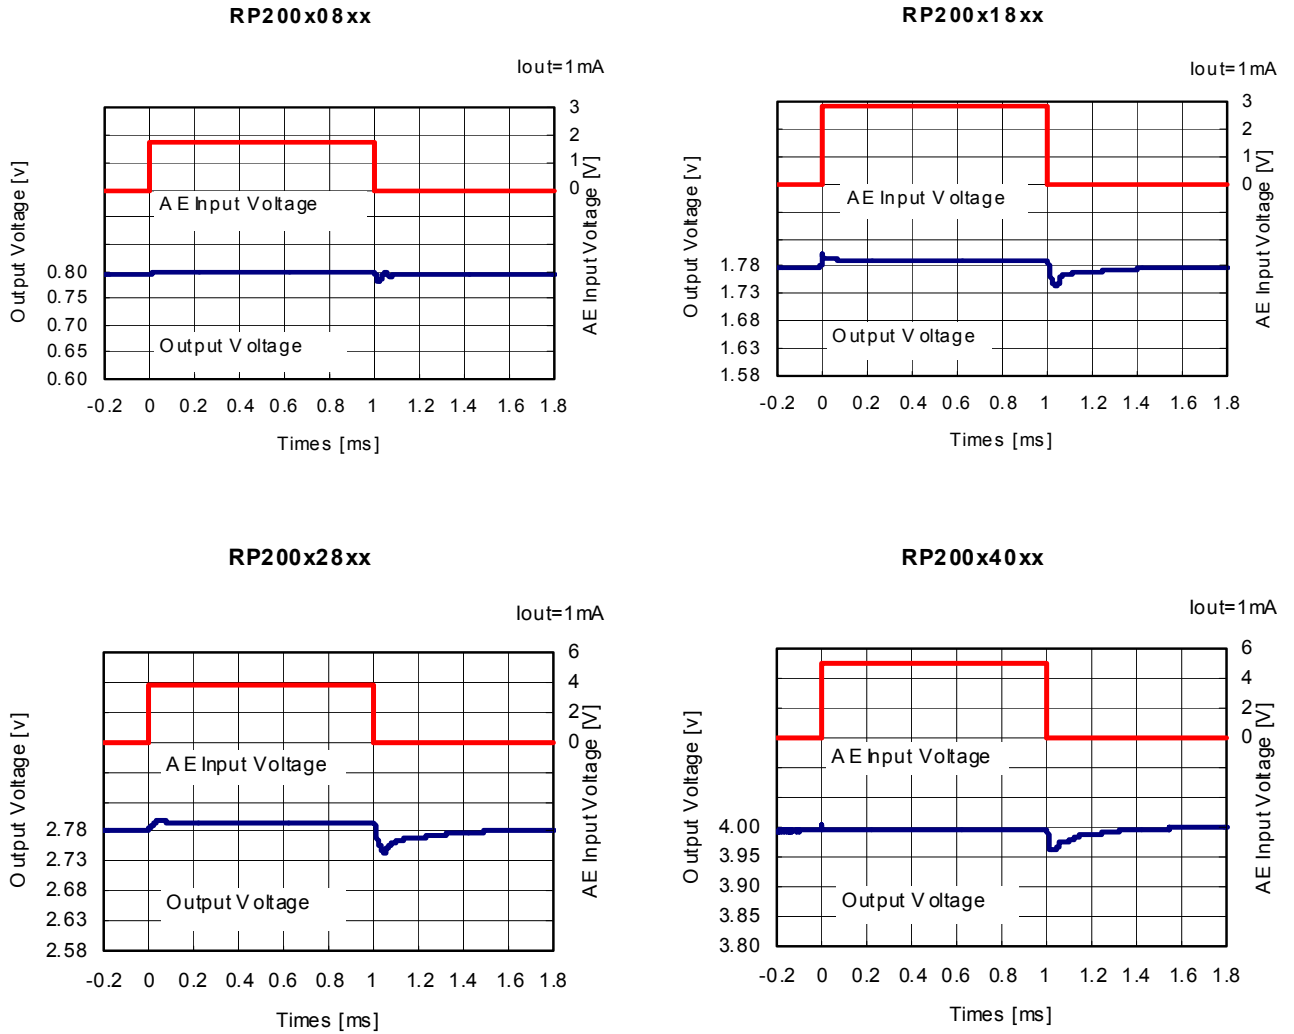 RP200x08xx
Iout=1mA
3
2
1
0
AE Input Voltage
0.80
0.75
0.70
0.65
0.60
Output Voltage
Output Voltage [v]
AE Input Voltage [V]
-0.2 0 0.2 0.4 0.6 0.8 1 1.2 1.4 1.6 1.8
Times [ms]
RP200x18xx
Iout=1mA
3
2
1
0
AE Input Voltage
1.78
1.73
1.68
1.63
1.58
Output Voltage
Output Voltage [v]
AE Input Voltage [V]
-0.2 0 0.2 0.4 0.6 0.8 1 1.2 1.4 1.6 1.8
Times [ms]
RP200x28xx
Iout=1mA
6
4
2
0
AE Input Voltage
2.78
2.73
2.68
2.63
2.58
Output Voltage
Output Voltage [v]
AE Input Voltage [V]
-0.2 0 0.2 0.4 0.6 0.8 1 1.2 1.4 1.6 1.8
Times [ms]
RP200x40xx
Iout=1mA
6
4
2
0
AE Input Voltage
4.00
3.95
3.90
3.85
3.80
Output Voltage
Output Voltage [v]
AE Input Voltage [V]
-0.2 0 0.2 0.4 0.6 0.8 1 1.2 1.4 1.6 1.8
Times [ms]